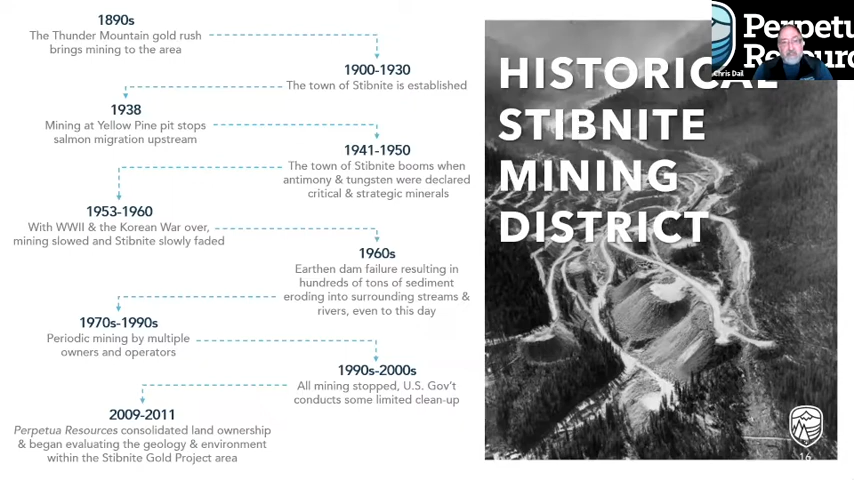 1890s
The Thunder Mountain gold rush
brings mining to the area
1900-1930
The town of Stibnite is established
1938
Mining at Yellow Pine pit stops
salmon migration upstream
1941-1950
The town of Stibnite booms when
antimony & tungsten were declared
critical & strategic minerals
1953-1960
With WWII & the Korean War over,
mining slowed and Stibnite slowly faded
1960s
Earthen dam failure resulting in
hundreds of tons of sediment
eroding into surrounding streams &
rivers, even to this day
1970s-1990s
Periodic mining by multiple
owners and operators
1990s-2000s
All mining stopped, U.S. Gov't
conducts some limited clean-up
2009-2011
Perpetua Resources consolidated land ownership
& began evaluating the geology & environment
within the Stibnite Gold Project area
HISTORICAL
STIBNITE
MINING
DISTRICT
16
Chris Dail